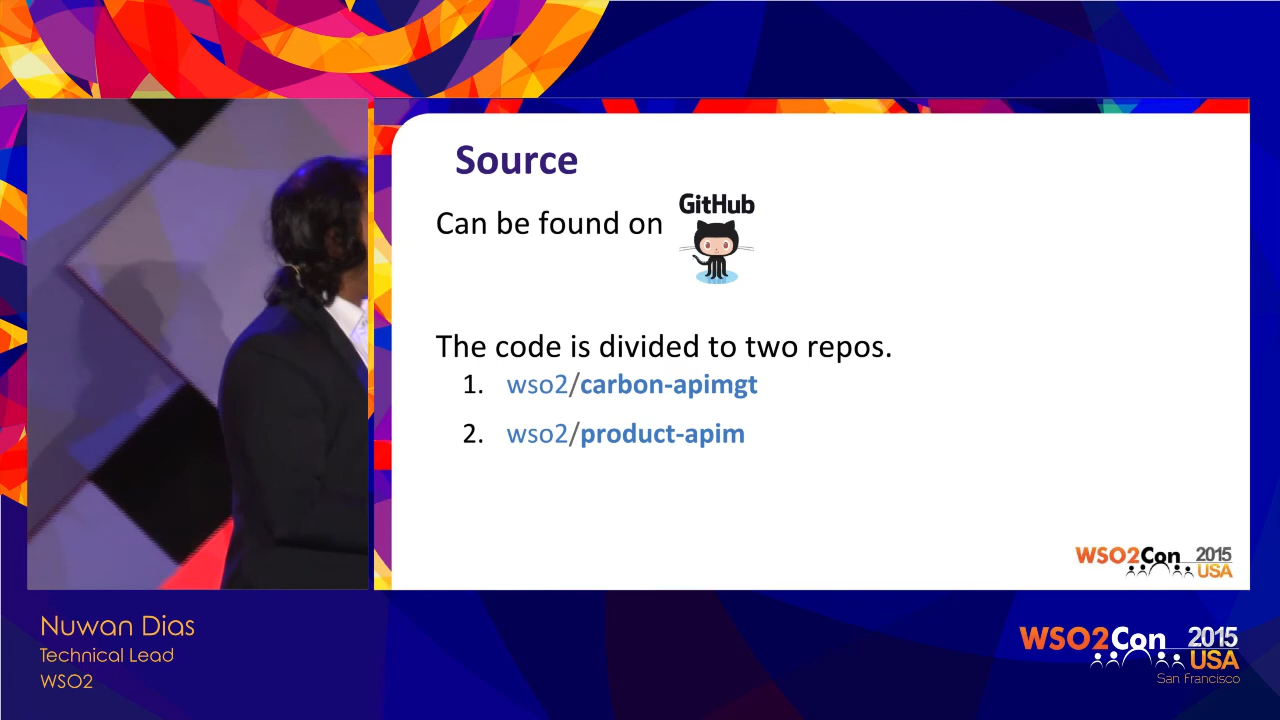 Source
Can be found on
GitHub
The code is divided to two repos.
1. wso2/carbon-apimgt
2. wso2/product-apim
WSO2Con 2015
USA
Nuwan Dias
Technical Lead
WSO2
WSO2Con 2015
USA
San Francisco